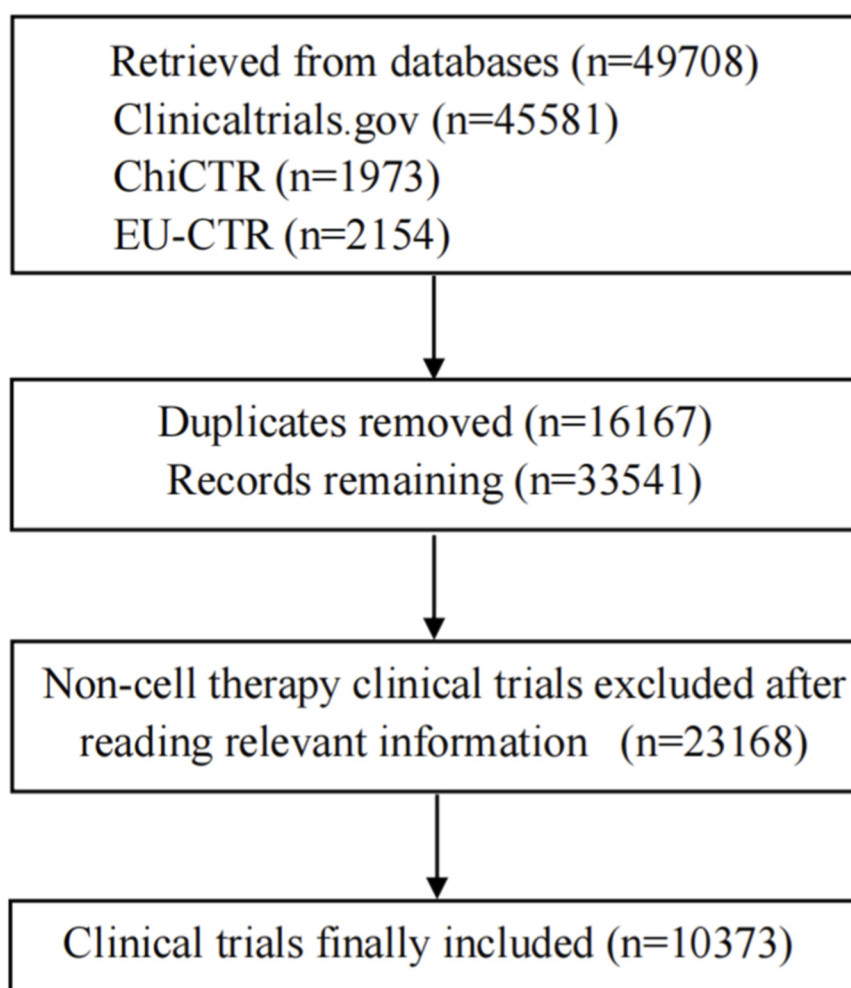 Retrieved from databases (n=49708)
Clinicaltrials.gov (n=45581)
ChiCTR (n=1973)
EU-CTR (n=2154)
Duplicates removed (n=16167)
Records remaining (n=33541)
Non-cell therapy clinical trials excluded after
reading relevant information (n=23168)
Clinical trials finally included (n=10373)